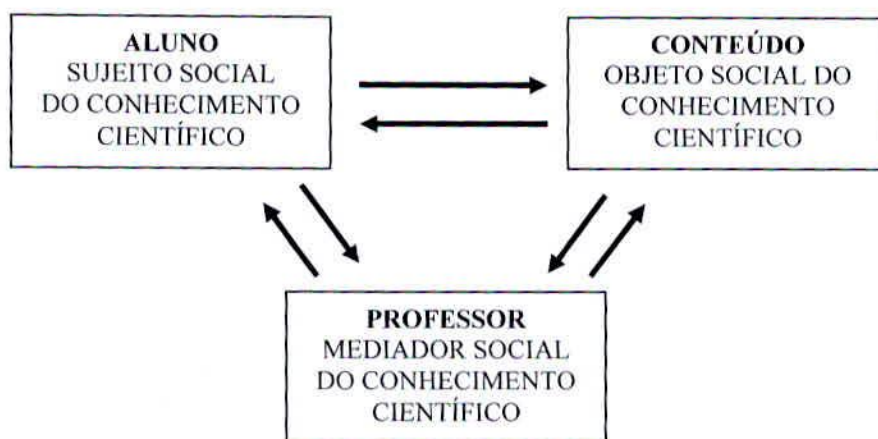 ALUNO
SUJEITO SOCIAL
DO CONHECIMENTO
CIENTÍFICO
CONTEÚDO
OBJETO SOCIAL DO
CONHECIMENTO
CIENTÍFICO
PROFESSOR
MEDIADOR SOCIAL
DO CONHECIMENTO
CIENTÍFICO